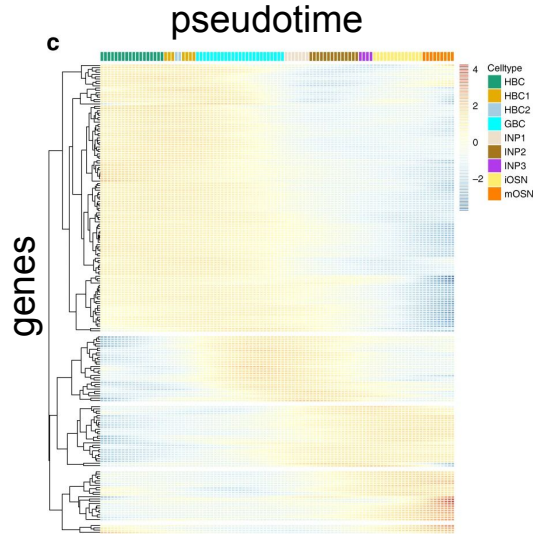 pseudotime
c
genes
4
2
0
−2
Celltype
HBC
HBC1
HBC2
GBC
INP1
INP2
INP3
iOSN
mOSN